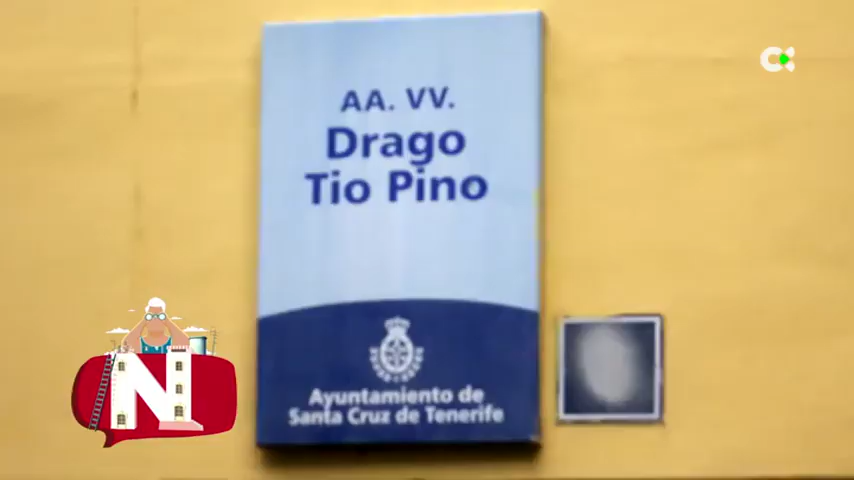 AA. VV.
Drago
Tio Pino
Ayuntamiento de
Santa Cruz de Tenerife
N
C